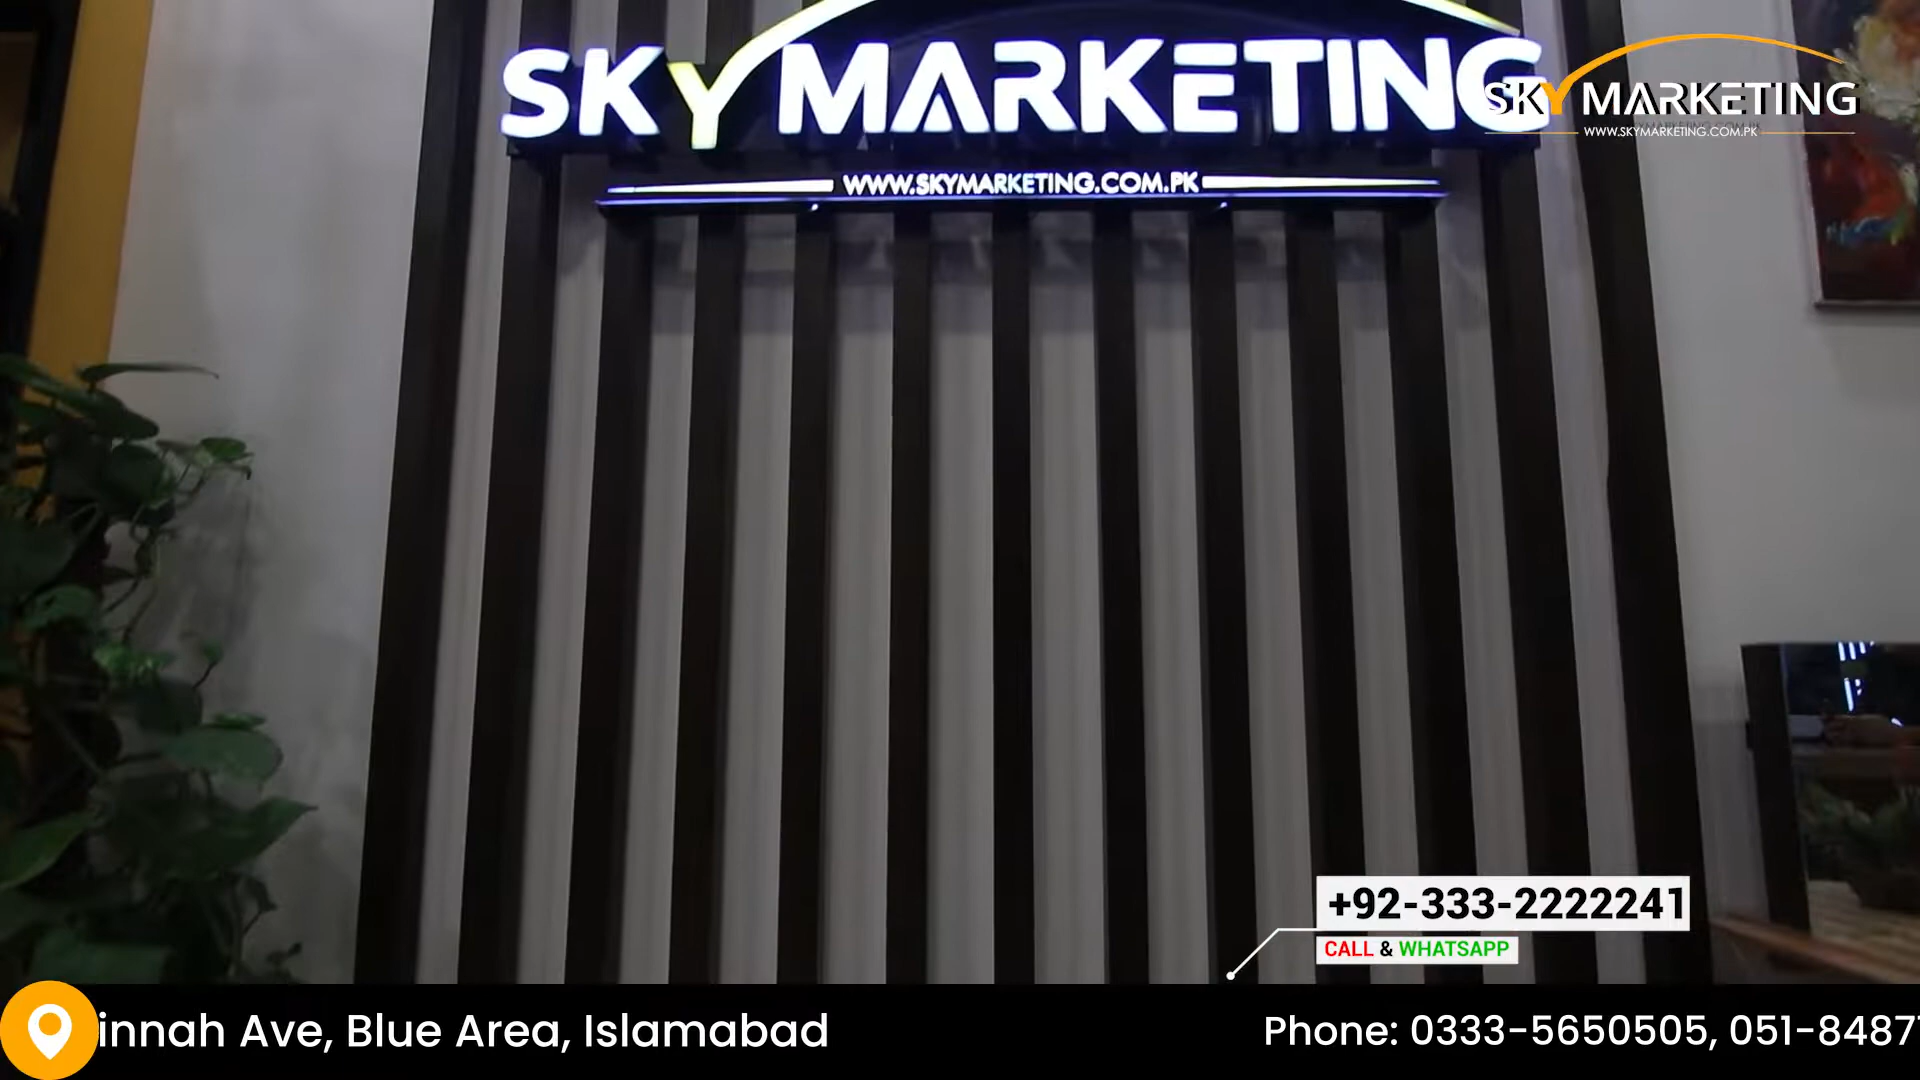 SKY MARKETING
WWW.SKYMARKETING.COM.PK
SKY MARKETING
WWW.SKYMARKETING.COM.PK
+92-333-2222241
CALL & WHATSAPP
innah Ave, Blue Area, Islamabad
Phone: 0333-5650505, 051-8487